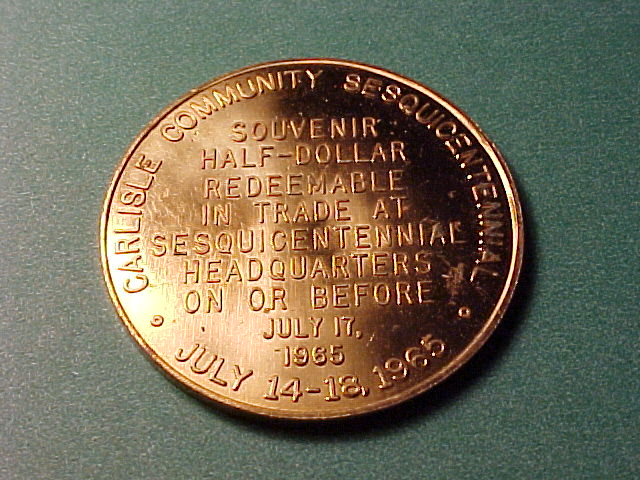 CARLISLE COMMUNITY SESQUICENTENNIAL
SOUVENIR
HALF-DOLLAR
REDEEMABLE
IN TRADE AT
SESQUICENTENNIAL
HEADQUARTERS
ON OR BEFORE
JULY 17,
1965
JULY 14-18, 1965